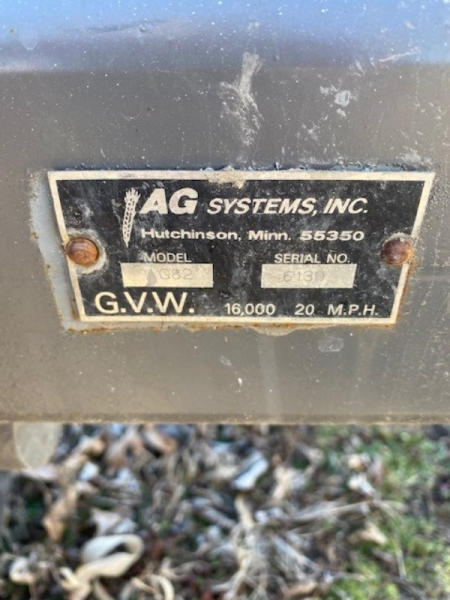 AG SYSTEMS, INC.
Hutchinson, Minn. 55350
MODEL SERIAL NO.
G.V.W. 16,000 20 M.P.H.